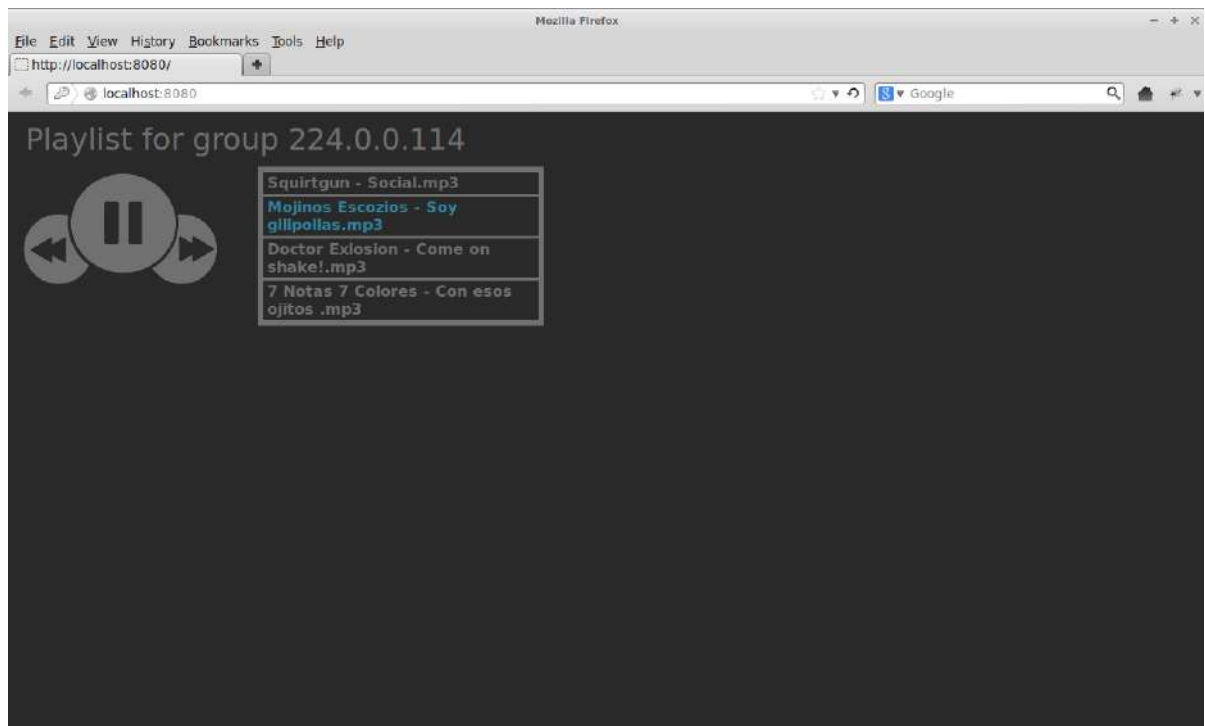 Mozilla Firefox
File Edit View History Bookmarks Tools Help
http://localhost:8080/
localhost:8080
Google
Playlist for group 224.0.0.114
Squirtgun - Social.mp3
Mojinos Escozios - Soy
gilipollas.mp3
Doctor Exlosion - Come on
shake!.mp3
7 Notas 7 Colores - Con esos
ojitos .mp3